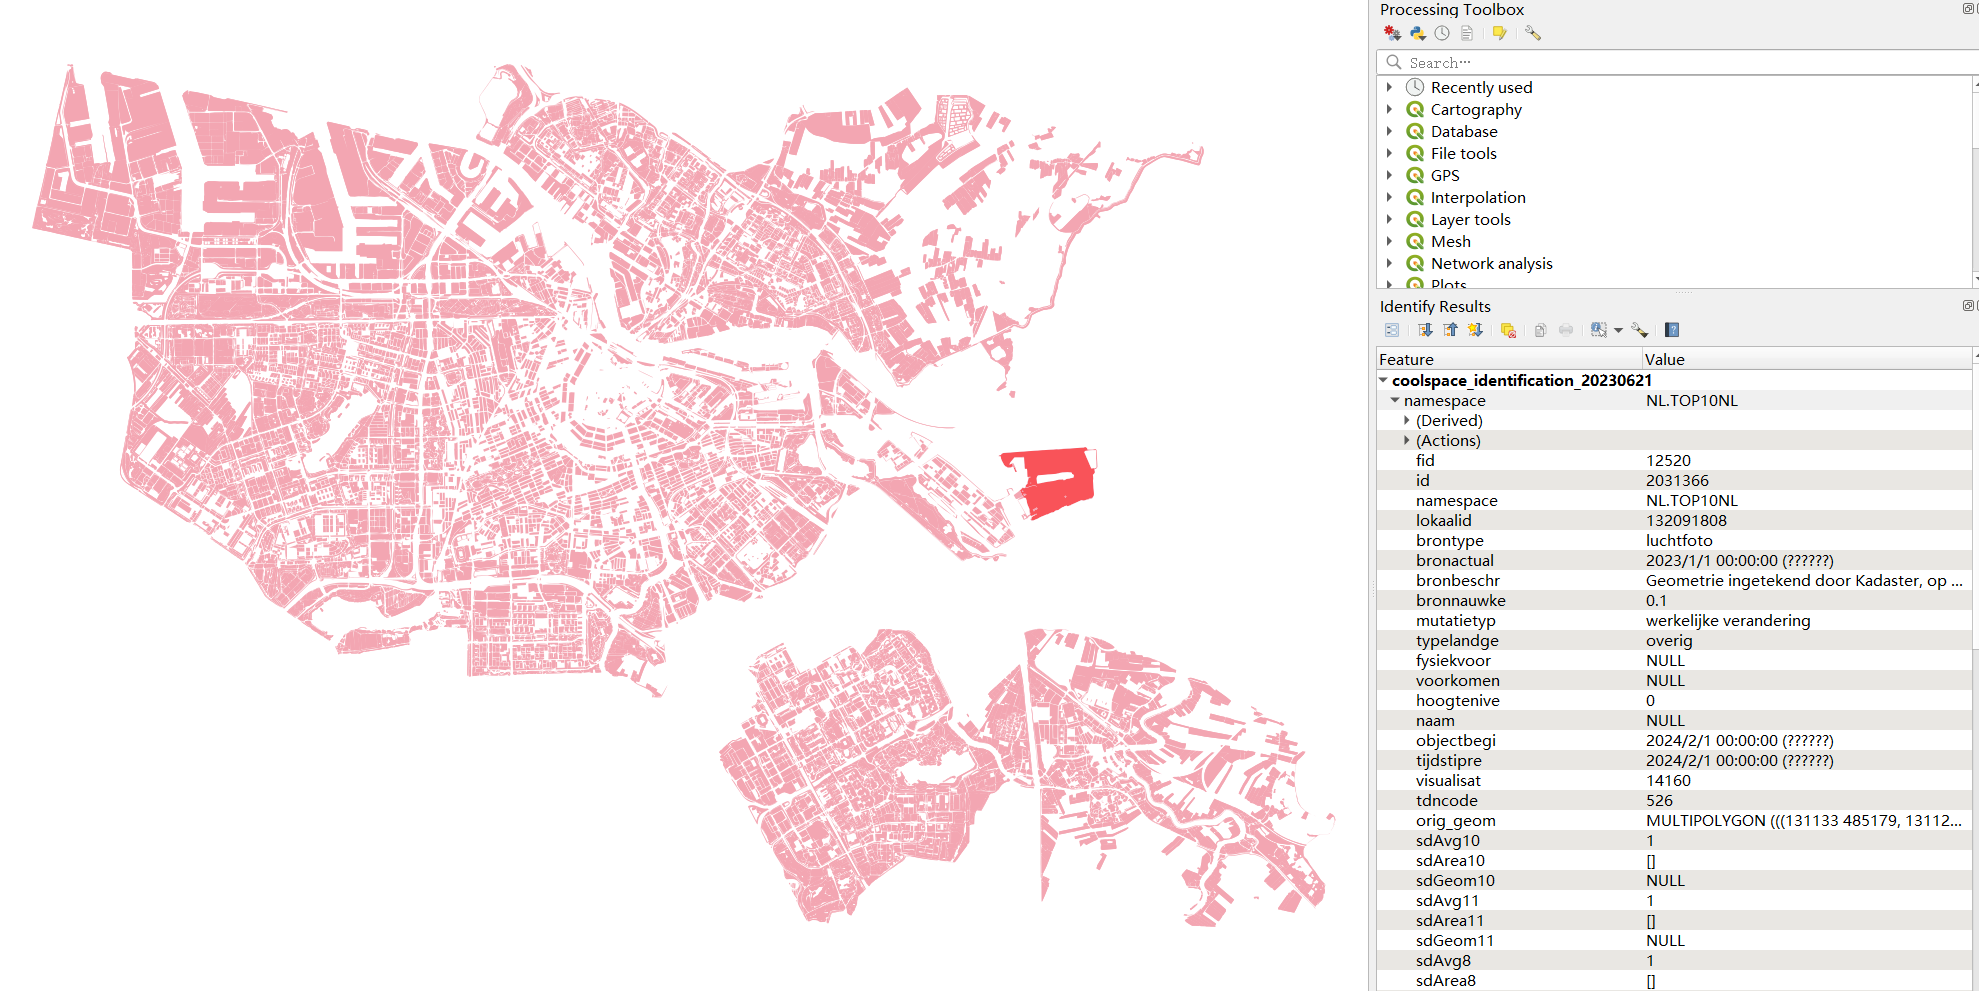 Processing Toolbox
Search…
Recently used
Cartography
Database
File tools
GPS
Interpolation
Layer tools
Mesh
Network analysis
Plots
Identify Results
Feature Value
coolspace_identification_20230621
namespace NL.TOP10NL
(Derived)
(Actions)
fid 12520
id 2031366
namespace NL.TOP10NL
lokaalid 132091808
brontype luchtfoto
bronactual 2023/1/1 00:00:00 (??????)
bronbeschr Geometrie ingetekend door Kadaster, op ...
bronnauwke 0.1
mutatietyp werkelijke verandering
typelandge overig
fysiekvoor NULL
voorkomen NULL
hoogtenive 0
naam NULL
objectbegi 2024/2/1 00:00:00 (??????)
tijdstipre 2024/2/1 00:00:00 (??????)
visualisat 14160
tdncode 526
orig_geom MULTIPOLYGON (((131133 485179, 13112...
sdAvg10 1
sdArea10 []
sdGeom10 NULL
sdAvg11 1
sdArea11 []
sdGeom11 NULL
sdAvg8 1
sdArea8 []